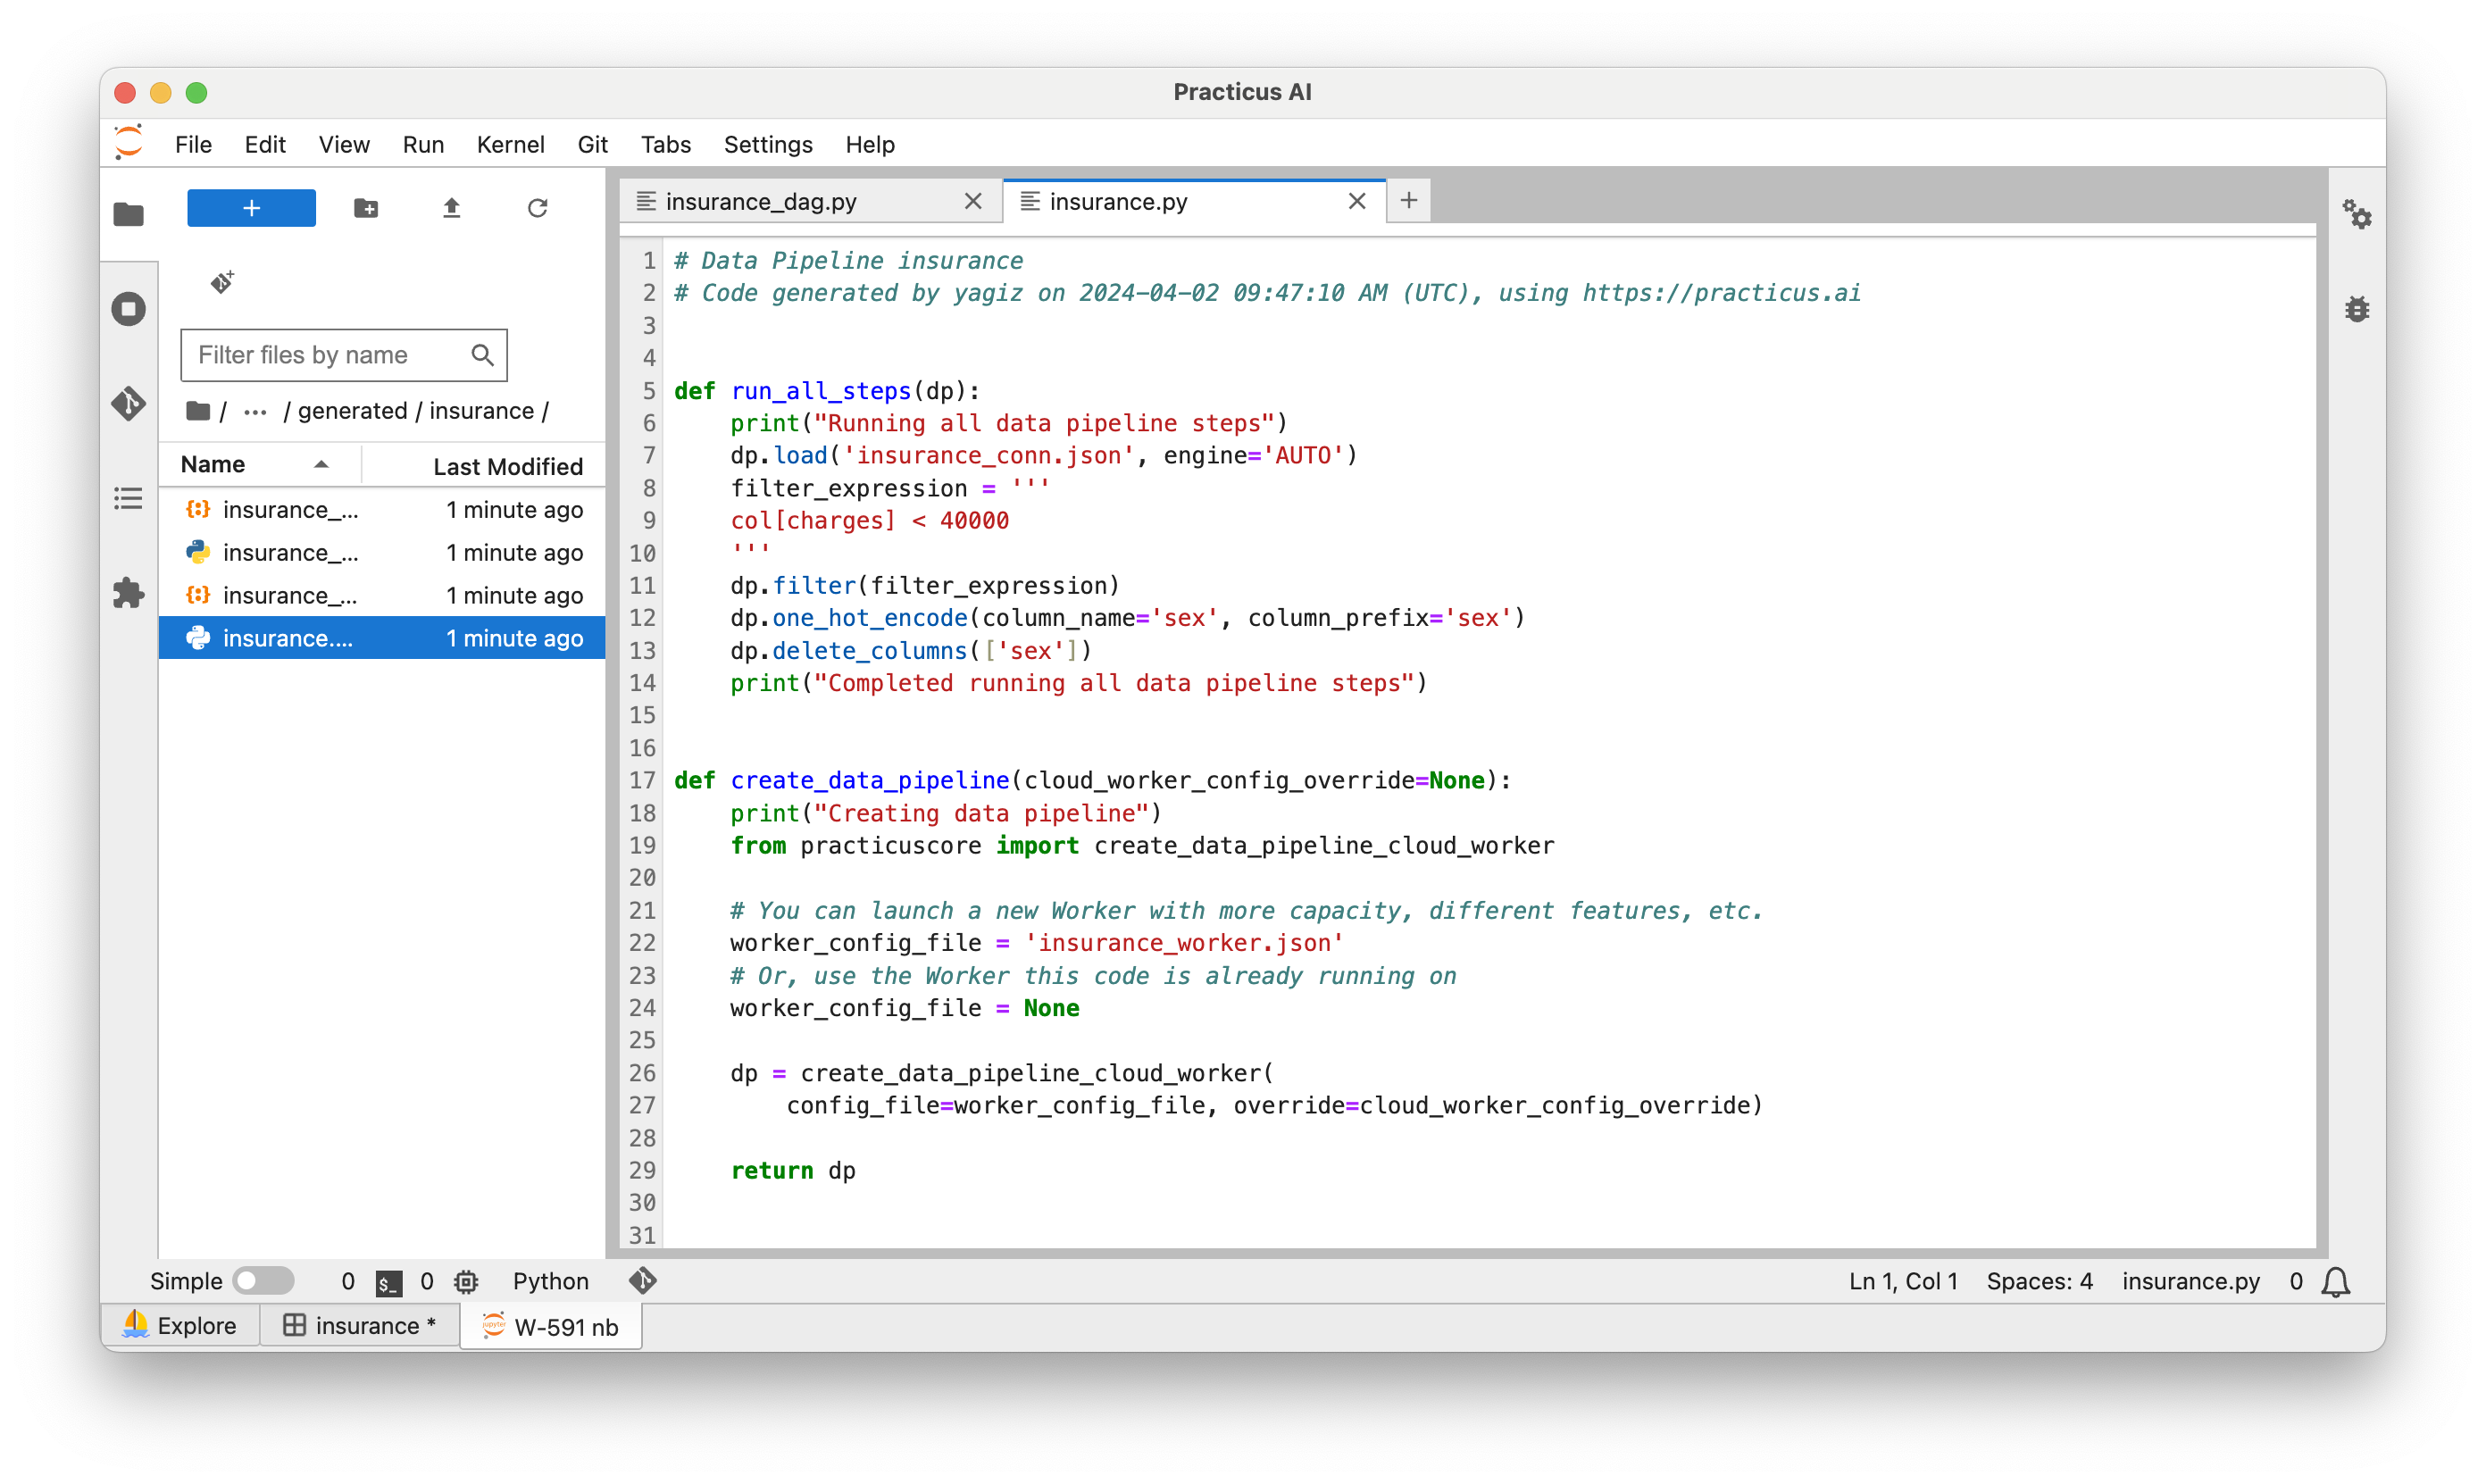 Practicus AI
File Edit View Run Kernel Git Tabs Settings Help
+
insurance_dag.py
insurance.py
+
Filter files by name
/ ... / generated / insurance /
Name Last Modified
insurance_... 1 minute ago
insurance_... 1 minute ago
insurance_... 1 minute ago
insurance.... 1 minute ago
1 # Data Pipeline insurance
2 # Code generated by yagiz on 2024-04-02 09:47:10 AM (UTC), using https://practicus.ai
3
4
5 def run_all_steps(dp):
6     print("Running all data pipeline steps")
7     dp.load('insurance_conn.json', engine='AUTO')
8     filter_expression = '''
9     col[charges] < 40000
10     '''
11     dp.filter(filter_expression)
12     dp.one_hot_encode(column_name='sex', column_prefix='sex')
13     dp.delete_columns(['sex'])
14     print("Completed running all data pipeline steps")
15
16
17 def create_data_pipeline(cloud_worker_config_override=None):
18     print("Creating data pipeline")
19     from practicuscore import create_data_pipeline_cloud_worker
20
21     # You can launch a new Worker with more capacity, different features, etc.
22     worker_config_file = 'insurance_worker.json'
23     # Or, use the Worker this code is already running on
24     worker_config_file = None
25
26     dp = create_data_pipeline_cloud_worker(
27         config_file=worker_config_file, override=cloud_worker_config_override)
28
29     return dp
30
31
Simple 0 $_ 0 Python Ln 1, Col 1 Spaces: 4 insurance.py 0
Explore insurance * jupyter W-591 nb